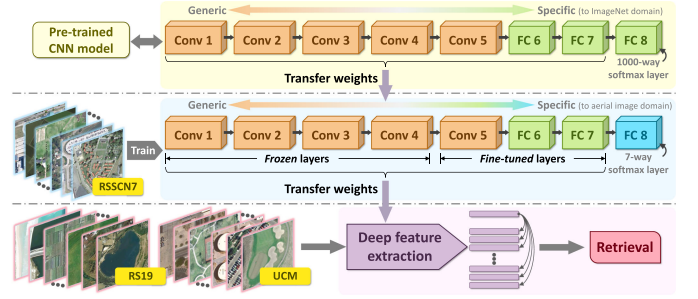 Generic
Specific (to ImageNet domain)
Pre-trained
CNN model
Conv 1
Conv 2
Conv 3
Conv 4
Conv 5
FC 6
FC 7
FC 8
1000-way
softmax layer
Transfer weights
Generic
Specific (to aerial image domain)
Train
Conv 1
Conv 2
Conv 3
Conv 4
Conv 5
FC 6
FC 7
FC 8
RSSCN7
Frozen layers
Fine-tuned layers
7-way
softmax layer
Transfer weights
RS19
UCM
Deep feature
extraction
Retrieval